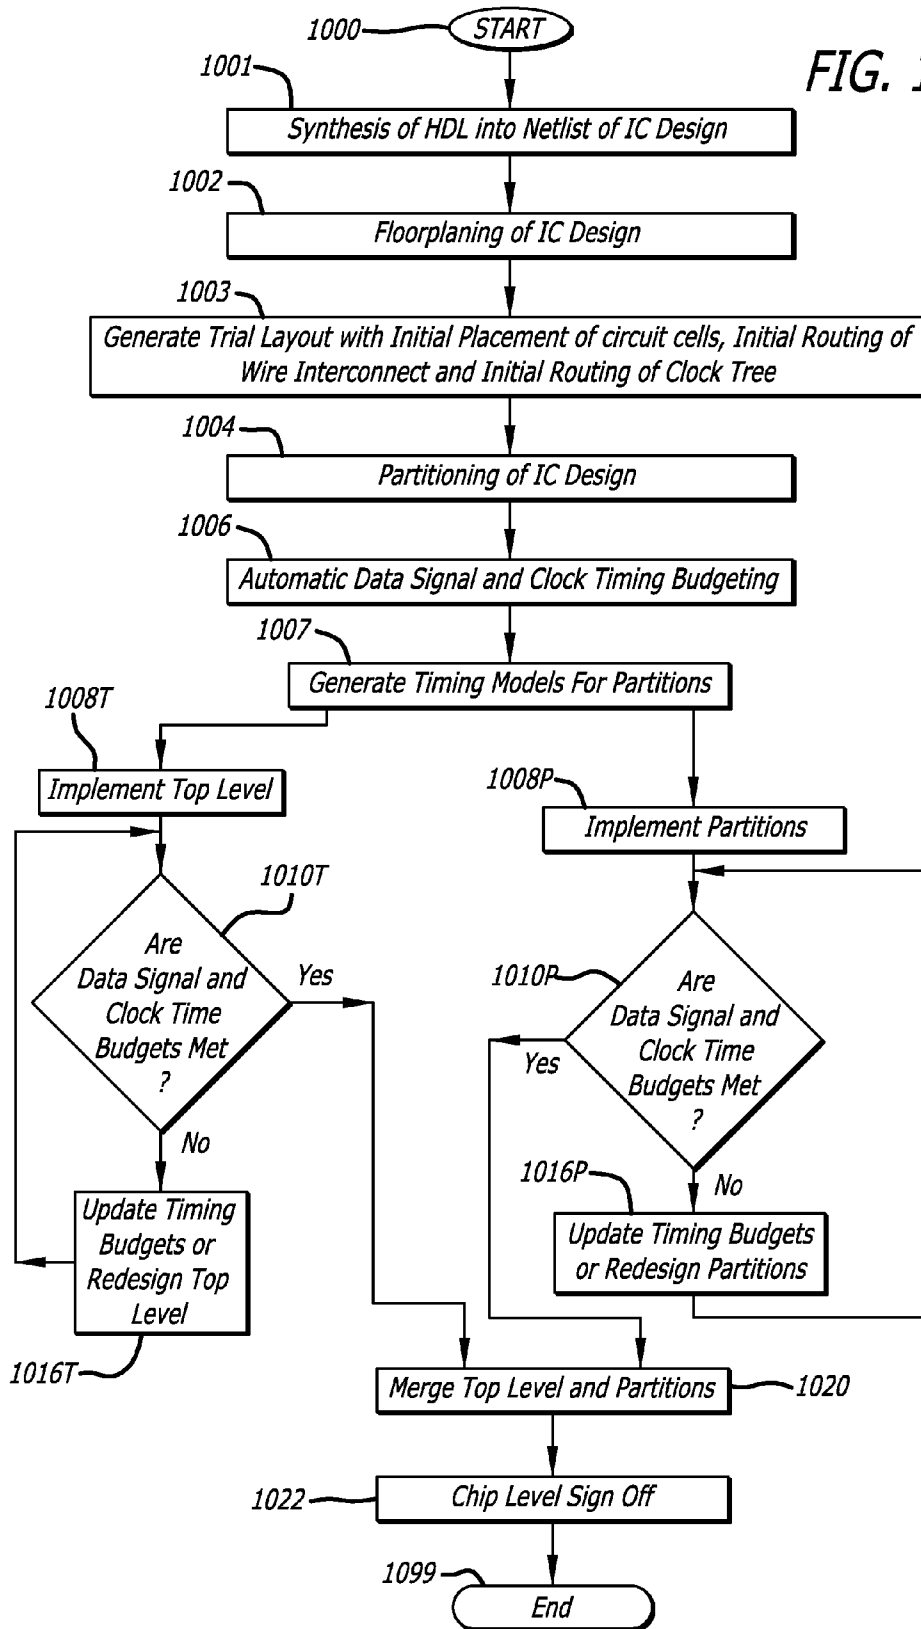 1000
START
FIG. 1
1001
Synthesis of HDL into Netlist of IC Design
1002
Floorplaning of IC Design
1003
Generate Trial Layout with Initial Placement of circuit cells, Initial Routing of
Wire Interconnect and Initial Routing of Clock Tree
1004
Partitioning of IC Design
1006
Automatic Data Signal and Clock Timing Budgeting
1007
Generate Timing Models For Partitions
1008T
Implement Top Level
1008P
Implement Partitions
1010T
Are
Data Signal and
Clock Time
Budgets Met
?
Yes
No
1010P
Are
Data Signal and
Clock Time
Budgets Met
?
Yes
No
Update Timing
Budgets or
Redesign Top
Level
1016T
1016P
Update Timing Budgets
or Redesign Partitions
Merge Top Level and Partitions
1020
1022
Chip Level Sign Off
1099
End